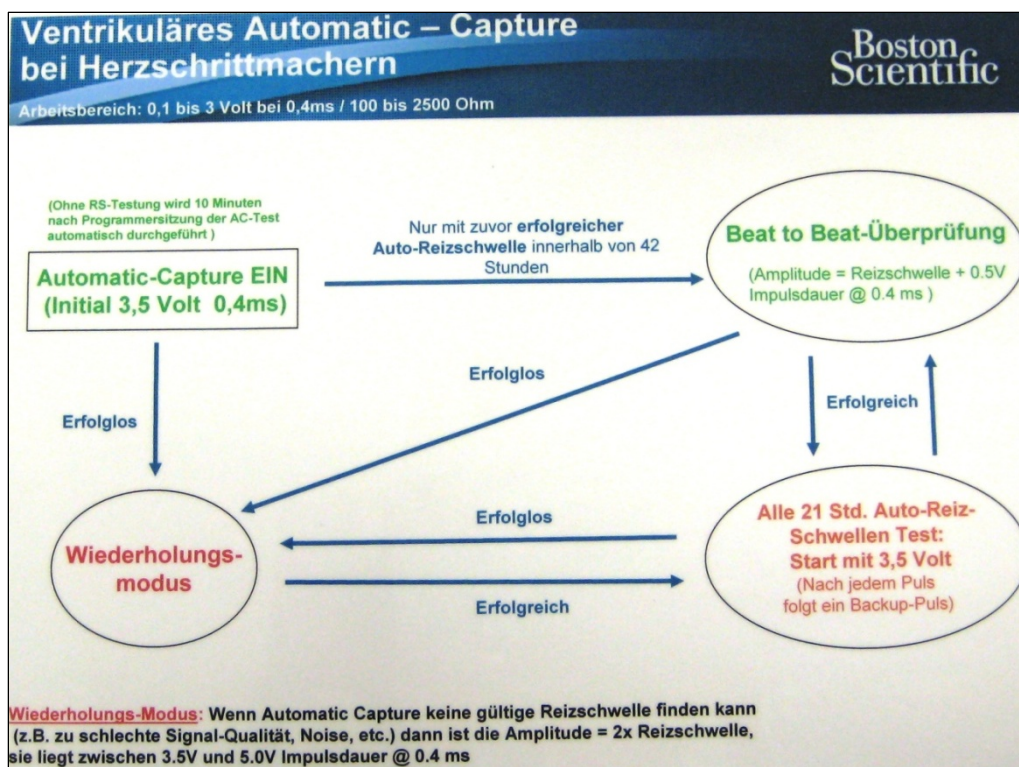 Ventrikuläres Automatic – Capture
bei Herzschrittmachern
Boston
Scientific
Arbeitsbereich: 0,1 bis 3 Volt bei 0,4ms / 100 bis 2500 Ohm
(Ohne RS-Testung wird 10 Minuten
nach Programmersitzung der AC-Test
automatisch durchgeführt )
Automatic-Capture EIN
(Initial 3,5 Volt 0,4ms)
Nur mit zuvor erfolgreicher
Auto-Reizschwelle innerhalb von 42
Stunden
Beat to Beat-Überprüfung
(Amplitude = Reizschwelle + 0.5V
Impulsdauer @ 0.4 ms )
Erfolglos
Erfolglos
Erfolgreich
Wiederholungs-
modus
Erfolglos
Erfolgreich
Alle 21 Std. Auto-Reiz-
Schwellen Test:
Start mit 3,5 Volt
(Nach jedem Puls
folgt ein Backup-Puls)
Wiederholungs-Modus: Wenn Automatic Capture keine gültige Reizschwelle finden kann
(z.B. zu schlechte Signal-Qualität, Noise, etc.) dann ist die Amplitude = 2x Reizschwelle,
sie liegt zwischen 3.5V und 5.0V Impulsdauer @ 0.4 ms